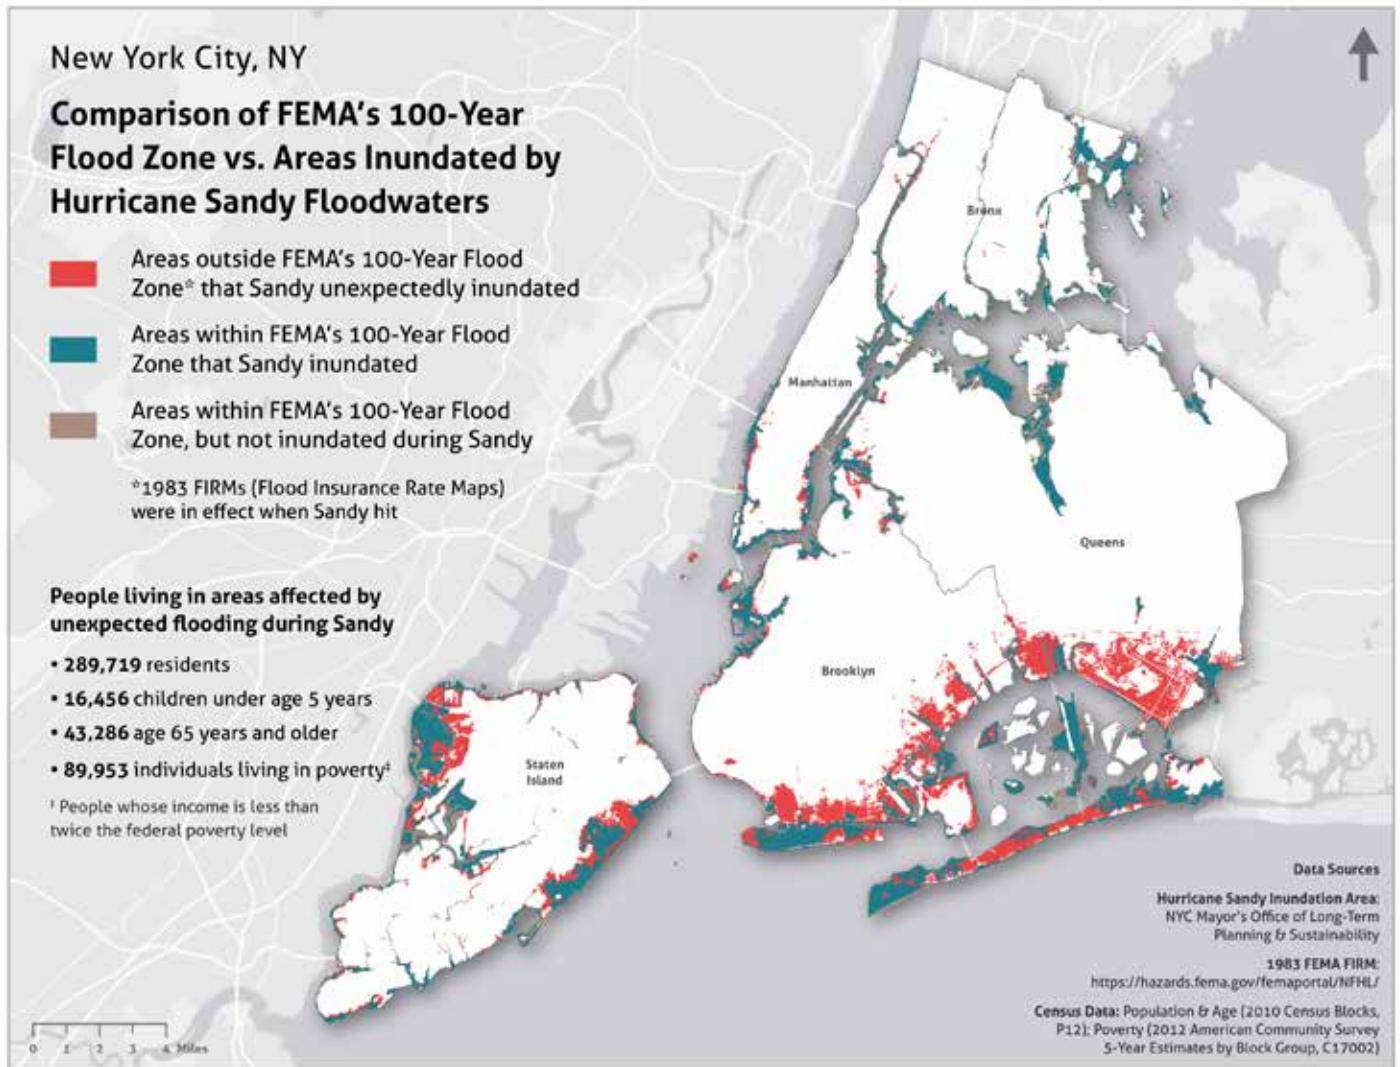 New York City, NY
Comparison of FEMA's 100-Year
Flood Zone vs. Areas Inundated by
Hurricane Sandy Floodwaters
Areas outside FEMA's 100-Year Flood
Zone* that Sandy unexpectedly inundated
Areas within FEMA's 100-Year Flood
Zone that Sandy inundated
Areas within FEMA's 100-Year Flood
Zone, but not inundated during Sandy
*1983 FIRMs (Flood Insurance Rate Maps)
were in effect when Sandy hit
People living in areas affected by
unexpected flooding during Sandy
• 289,719 residents
• 16,456 children under age 5 years
• 43,286 age 65 years and older
• 89,953 individuals living in poverty‡
‡ People whose income is less than
twice the federal poverty level
0 1 2 3 4 Miles
Bronx
Manhattan
Queens
Brooklyn
Staten
Island
Data Sources
Hurricane Sandy Inundation Area:
NYC Mayor's Office of Long-Term
Planning & Sustainability
1983 FEMA FIRM:
https://hazards.fema.gov/femaportal/NFHL/
Census Data: Population & Age (2010 Census Blocks,
P12); Poverty (2012 American Community Survey
5-Year Estimates by Block Group, C17002)